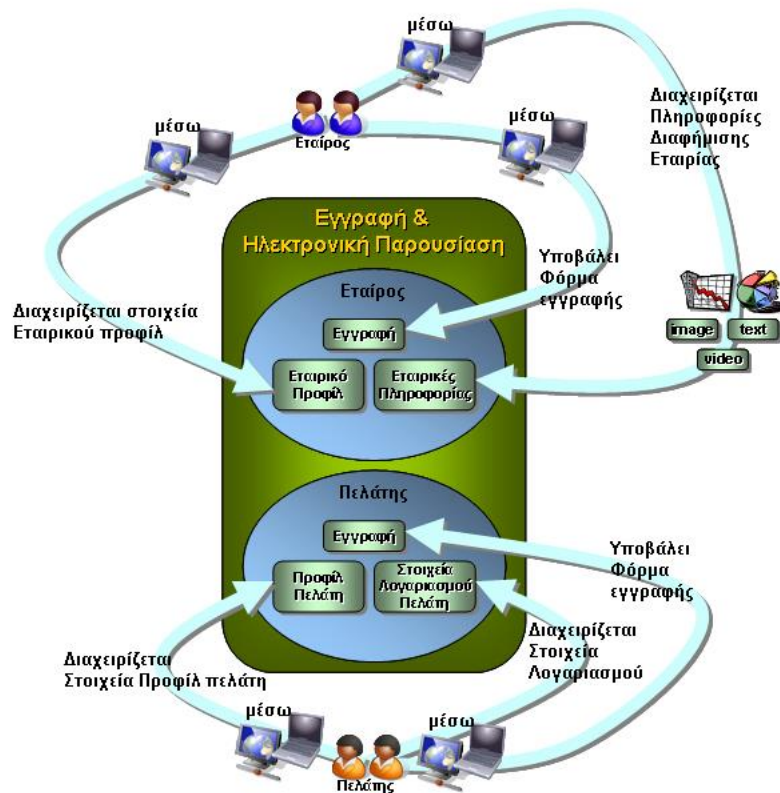 μέσω
μέσω
Εταίρος
μέσω
Διαχειρίζεται
Πληροφορίες
Διαφήμισης
Εταιρίας
Εγγραφή &
Ηλεκτρονική Παρουσίαση
Υποβάλει
Φόρμα
εγγραφής
Διαχειρίζεται στοιχεία
Εταιρικού προφίλ
Εταίρος
Εγγραφή
Εταιρικό
Προφίλ
Εταιρικές
Πληροφορίας
image
text
video
Πελάτης
Εγγραφή
Προφίλ
Πελάτη
Στοιχεία
Λογαριασμού
Πελάτη
Υποβάλει
Φόρμα
εγγραφής
Διαχειρίζεται
Στοιχεία Προφίλ πελάτη
Διαχειρίζεται
Στοιχεία
Λογαριασμού
μέσω
μέσω
Πελάτης